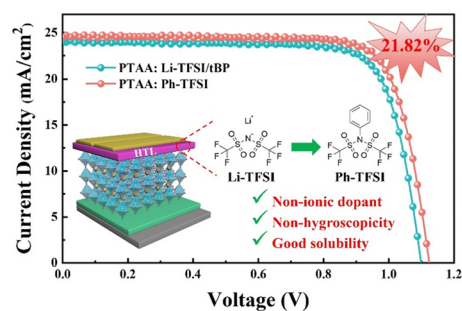 30
25
20
15
10
5
0
Current Density (mA/cm²)
0.0
0.2
0.4
0.6
0.8
1.0
1.2
Voltage (V)
21.82%
PTAA: Li-TFSI/tBP
PTAA: Ph-TFSI
HTL
Li⁺
O O
F S N⁻ S F
F F O O F F
Li-TFSI
O N O
F S S F
F F O O F F
Ph-TFSI
✓ Non-ionic dopant
✓ Non-hygroscopicity
✓ Good solubility